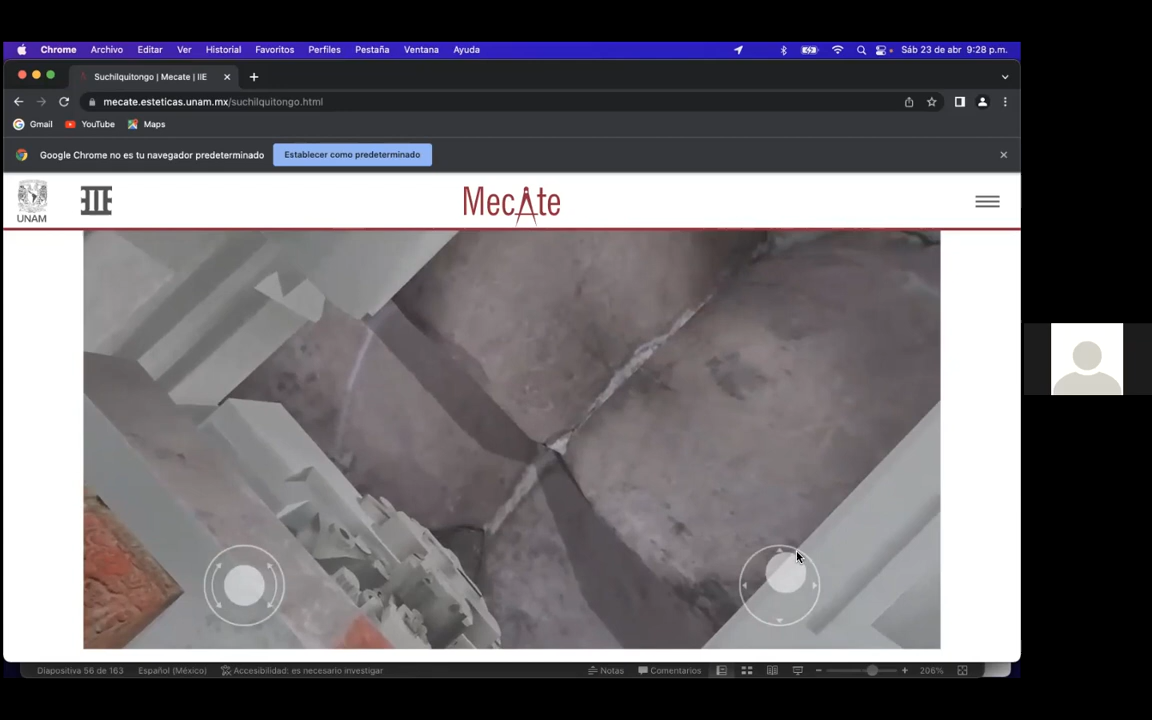 Chrome Archivo Editar Ver Historial Favoritos Perfiles Pestaña Ventana Ayuda Sáb 23 de abr 9:28 p.m.
Suchilquitongo | Mecate | IIE
mecate.esteticas.unam.mx/suchilquitongo.html
Gmail YouTube Maps
Google Chrome no es tu navegador predeterminado Establecer como predeterminado
UNAM IIE MecAte
Diapositiva 56 de 163 Español (México) Accesibilidad: es necesario investigar Notas Comentarios 206%